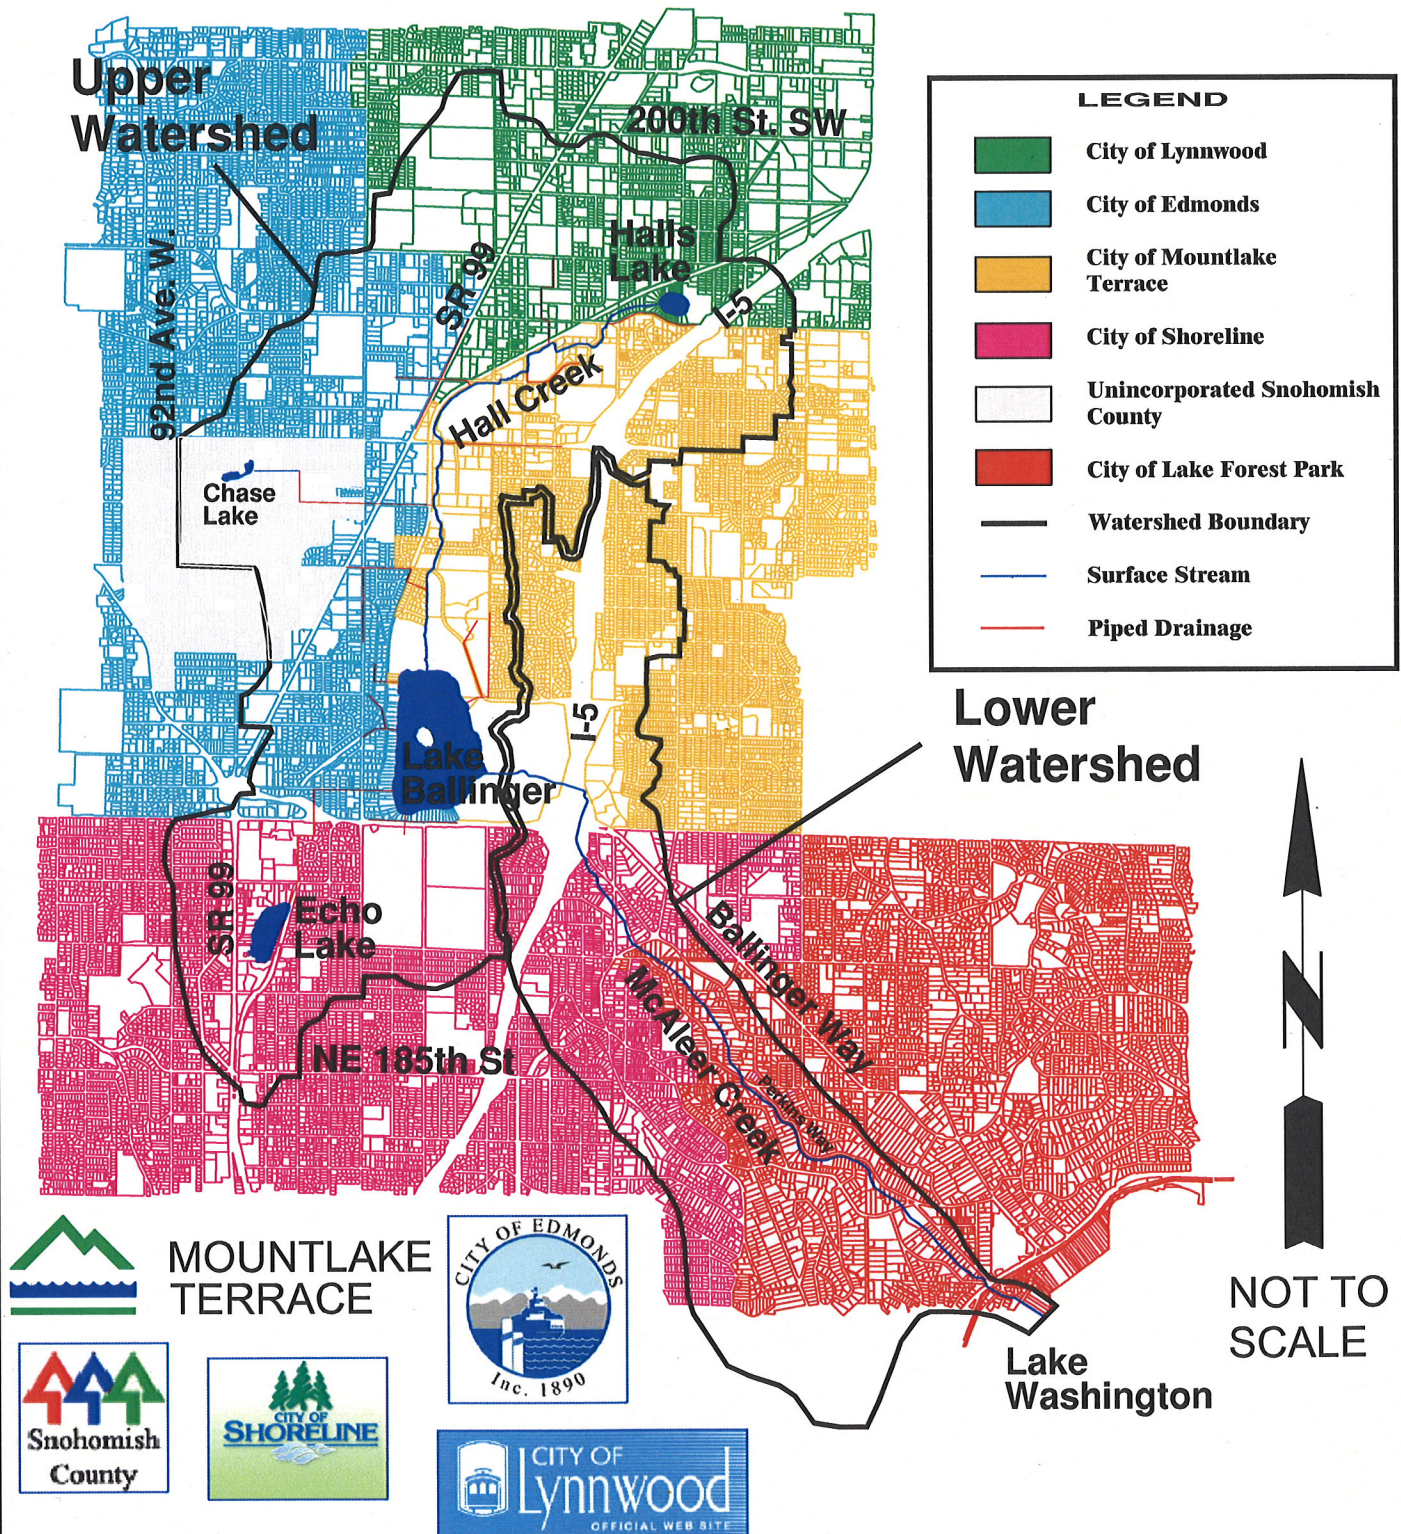 Upper
Watershed
200th St. SW
Halls
Lake
SR 99
I-5
92nd Ave. W.
Hall Creek
Chase
Lake
I-5
Lake
Ballinger
SR 99
Echo
Lake
NE 185th St
Ballinger Way
McAleer Creek
Perkins Way
LEGEND
City of Lynnwood
City of Edmonds
City of Mountlake
Terrace
City of Shoreline
Unincorporated Snohomish
County
City of Lake Forest Park
Watershed Boundary
Surface Stream
Piped Drainage
Lower
Watershed
N
NOT TO
SCALE
Lake
Washington
MOUNTLAKE
TERRACE
CITY OF EDMONDS
Inc. 1890
Snohomish
County
CITY OF
SHORELINE
CITY OF
Lynnwood
OFFICIAL WEB SITE